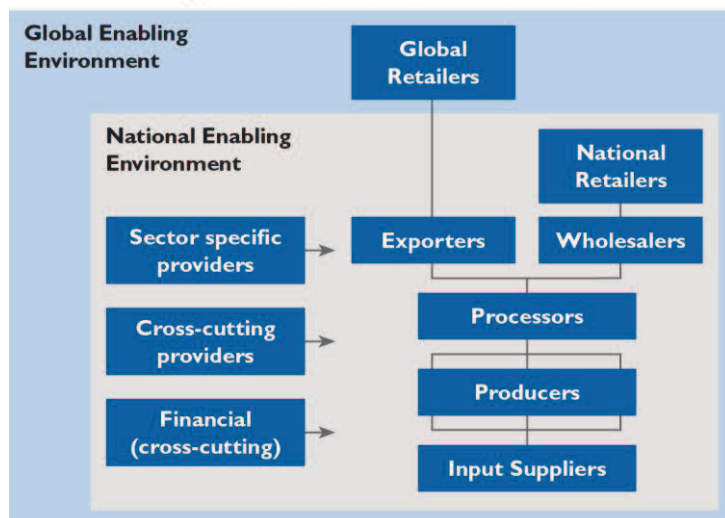 Global Enabling
Environment
Global
Retailers
National Enabling
Environment
National
Retailers
Sector specific
providers
Exporters
Wholesalers
Cross-cutting
providers
Processors
Producers
Financial
(cross-cutting)
Input Suppliers